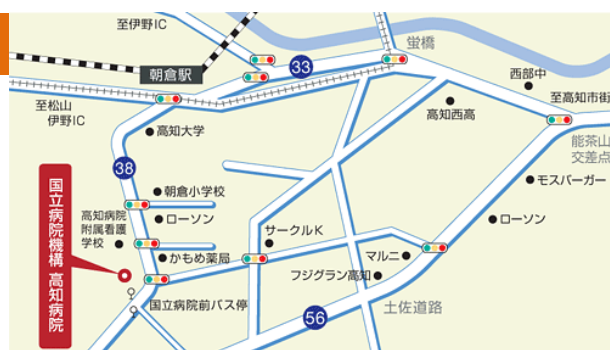 至伊野IC
朝倉駅
33
蛍橋
西部中
至高知市街
至松山
伊野IC
高知西高
高知大学
能茶山
交差点
38
モスバーガー
朝倉小学校
ローソン
ローソン
高知病院
附属看護
学校
サークルK
マルニ
かもめ薬局
フジグラン高知
国立病院機構 高知病院
国立病院前バス停
土佐道路
56